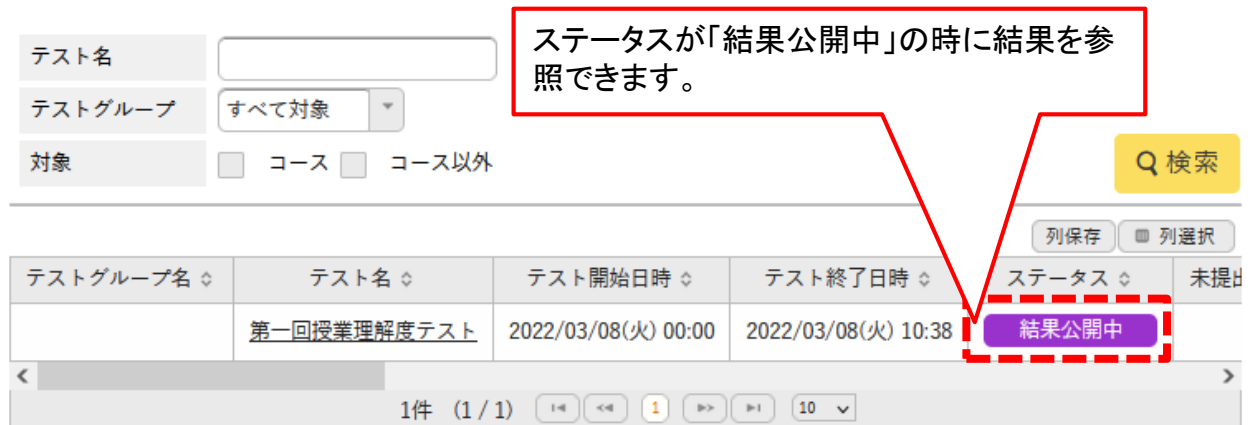 ステータスが「結果公開中」の時に結果を参
照できます。
テスト名
テストグループ すべて対象
対象 コース コース以外
検索
列保存 列選択
テストグループ名 テスト名 テスト開始日時 テスト終了日時 ステータス 未提出
第一回授業理解度テスト 2022/03/08(火) 00:00 2022/03/08(火) 10:38 結果公開中
1件 (1 / 1) 1 10